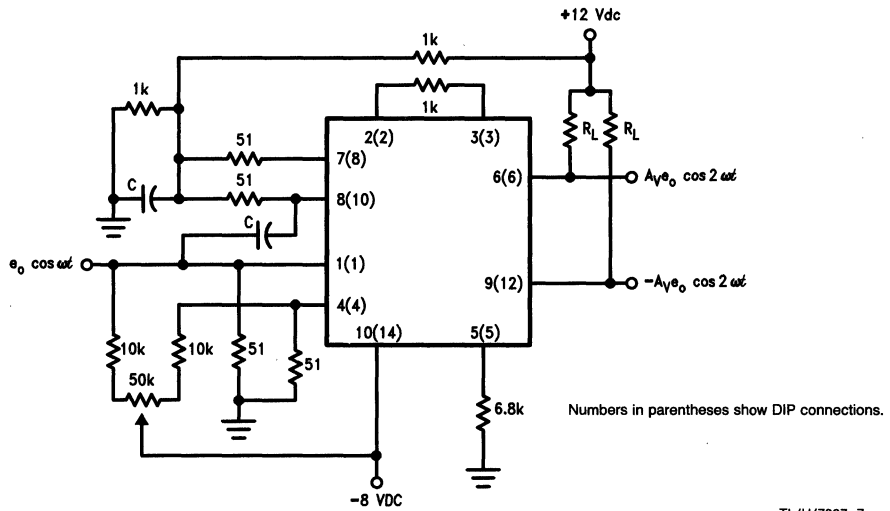 +12 Vdc
1k
1k
1k
2(2)
3(3)
R_L
R_L
51
7(8)
51
6(6)
A_V e_o cos 2 ωt
C
8(10)
C
e_o cos ωt
1(1)
9(12)
-A_V e_o cos 2 ωt
4(4)
10(14)
5(5)
10k
10k
51
51
50k
6.8k
Numbers in parentheses show DIP connections.
-8 VDC